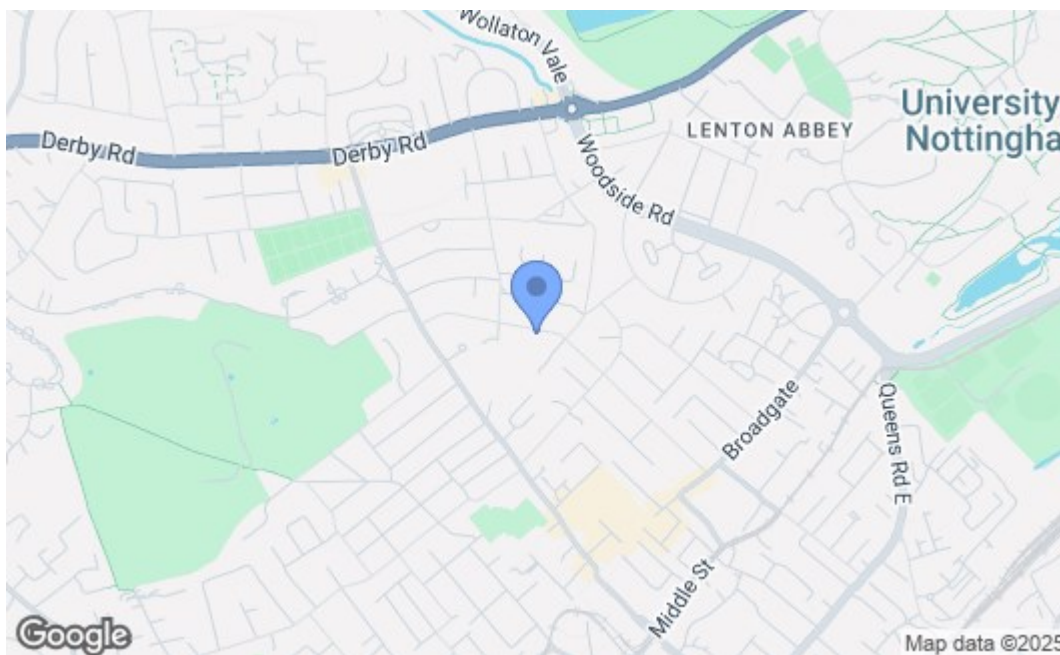 Wollaton Vale
University
Nottingha
LENTON ABBEY
Derby Rd
Derby Rd
Woodside Rd
Broadgate
Queens Rd E
Middle St
Google
Map data ©2025